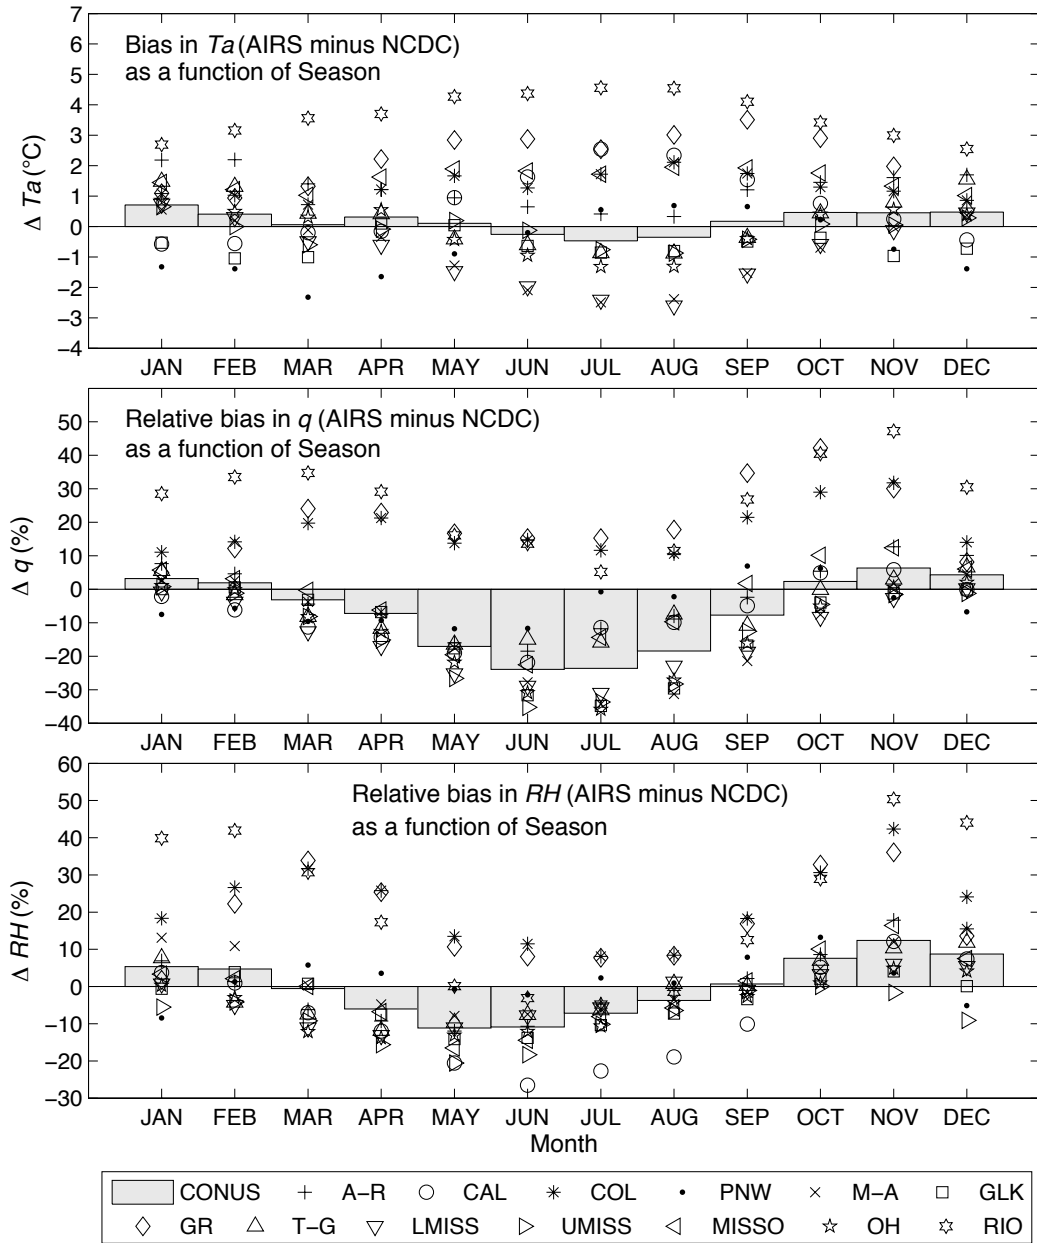 7
6
5
4
3
2
1
0
−1
−2
−3
−4
Δ Ta (°C)
Bias in Ta (AIRS minus NCDC)
as a function of Season
JAN FEB MAR APR MAY JUN JUL AUG SEP OCT NOV DEC
50
40
30
20
10
0
−10
−20
−30
−40
Δ q (%)
Relative bias in q (AIRS minus NCDC)
as a function of Season
JAN FEB MAR APR MAY JUN JUL AUG SEP OCT NOV DEC
60
50
40
30
20
10
0
−10
−20
−30
Δ RH (%)
Relative bias in RH (AIRS minus NCDC)
as a function of Season
JAN FEB MAR APR MAY JUN JUL AUG SEP OCT NOV DEC
Month
CONUS A−R CAL COL PNW M−A GLK
GR T−G LMISS UMISS MISSO OH RIO